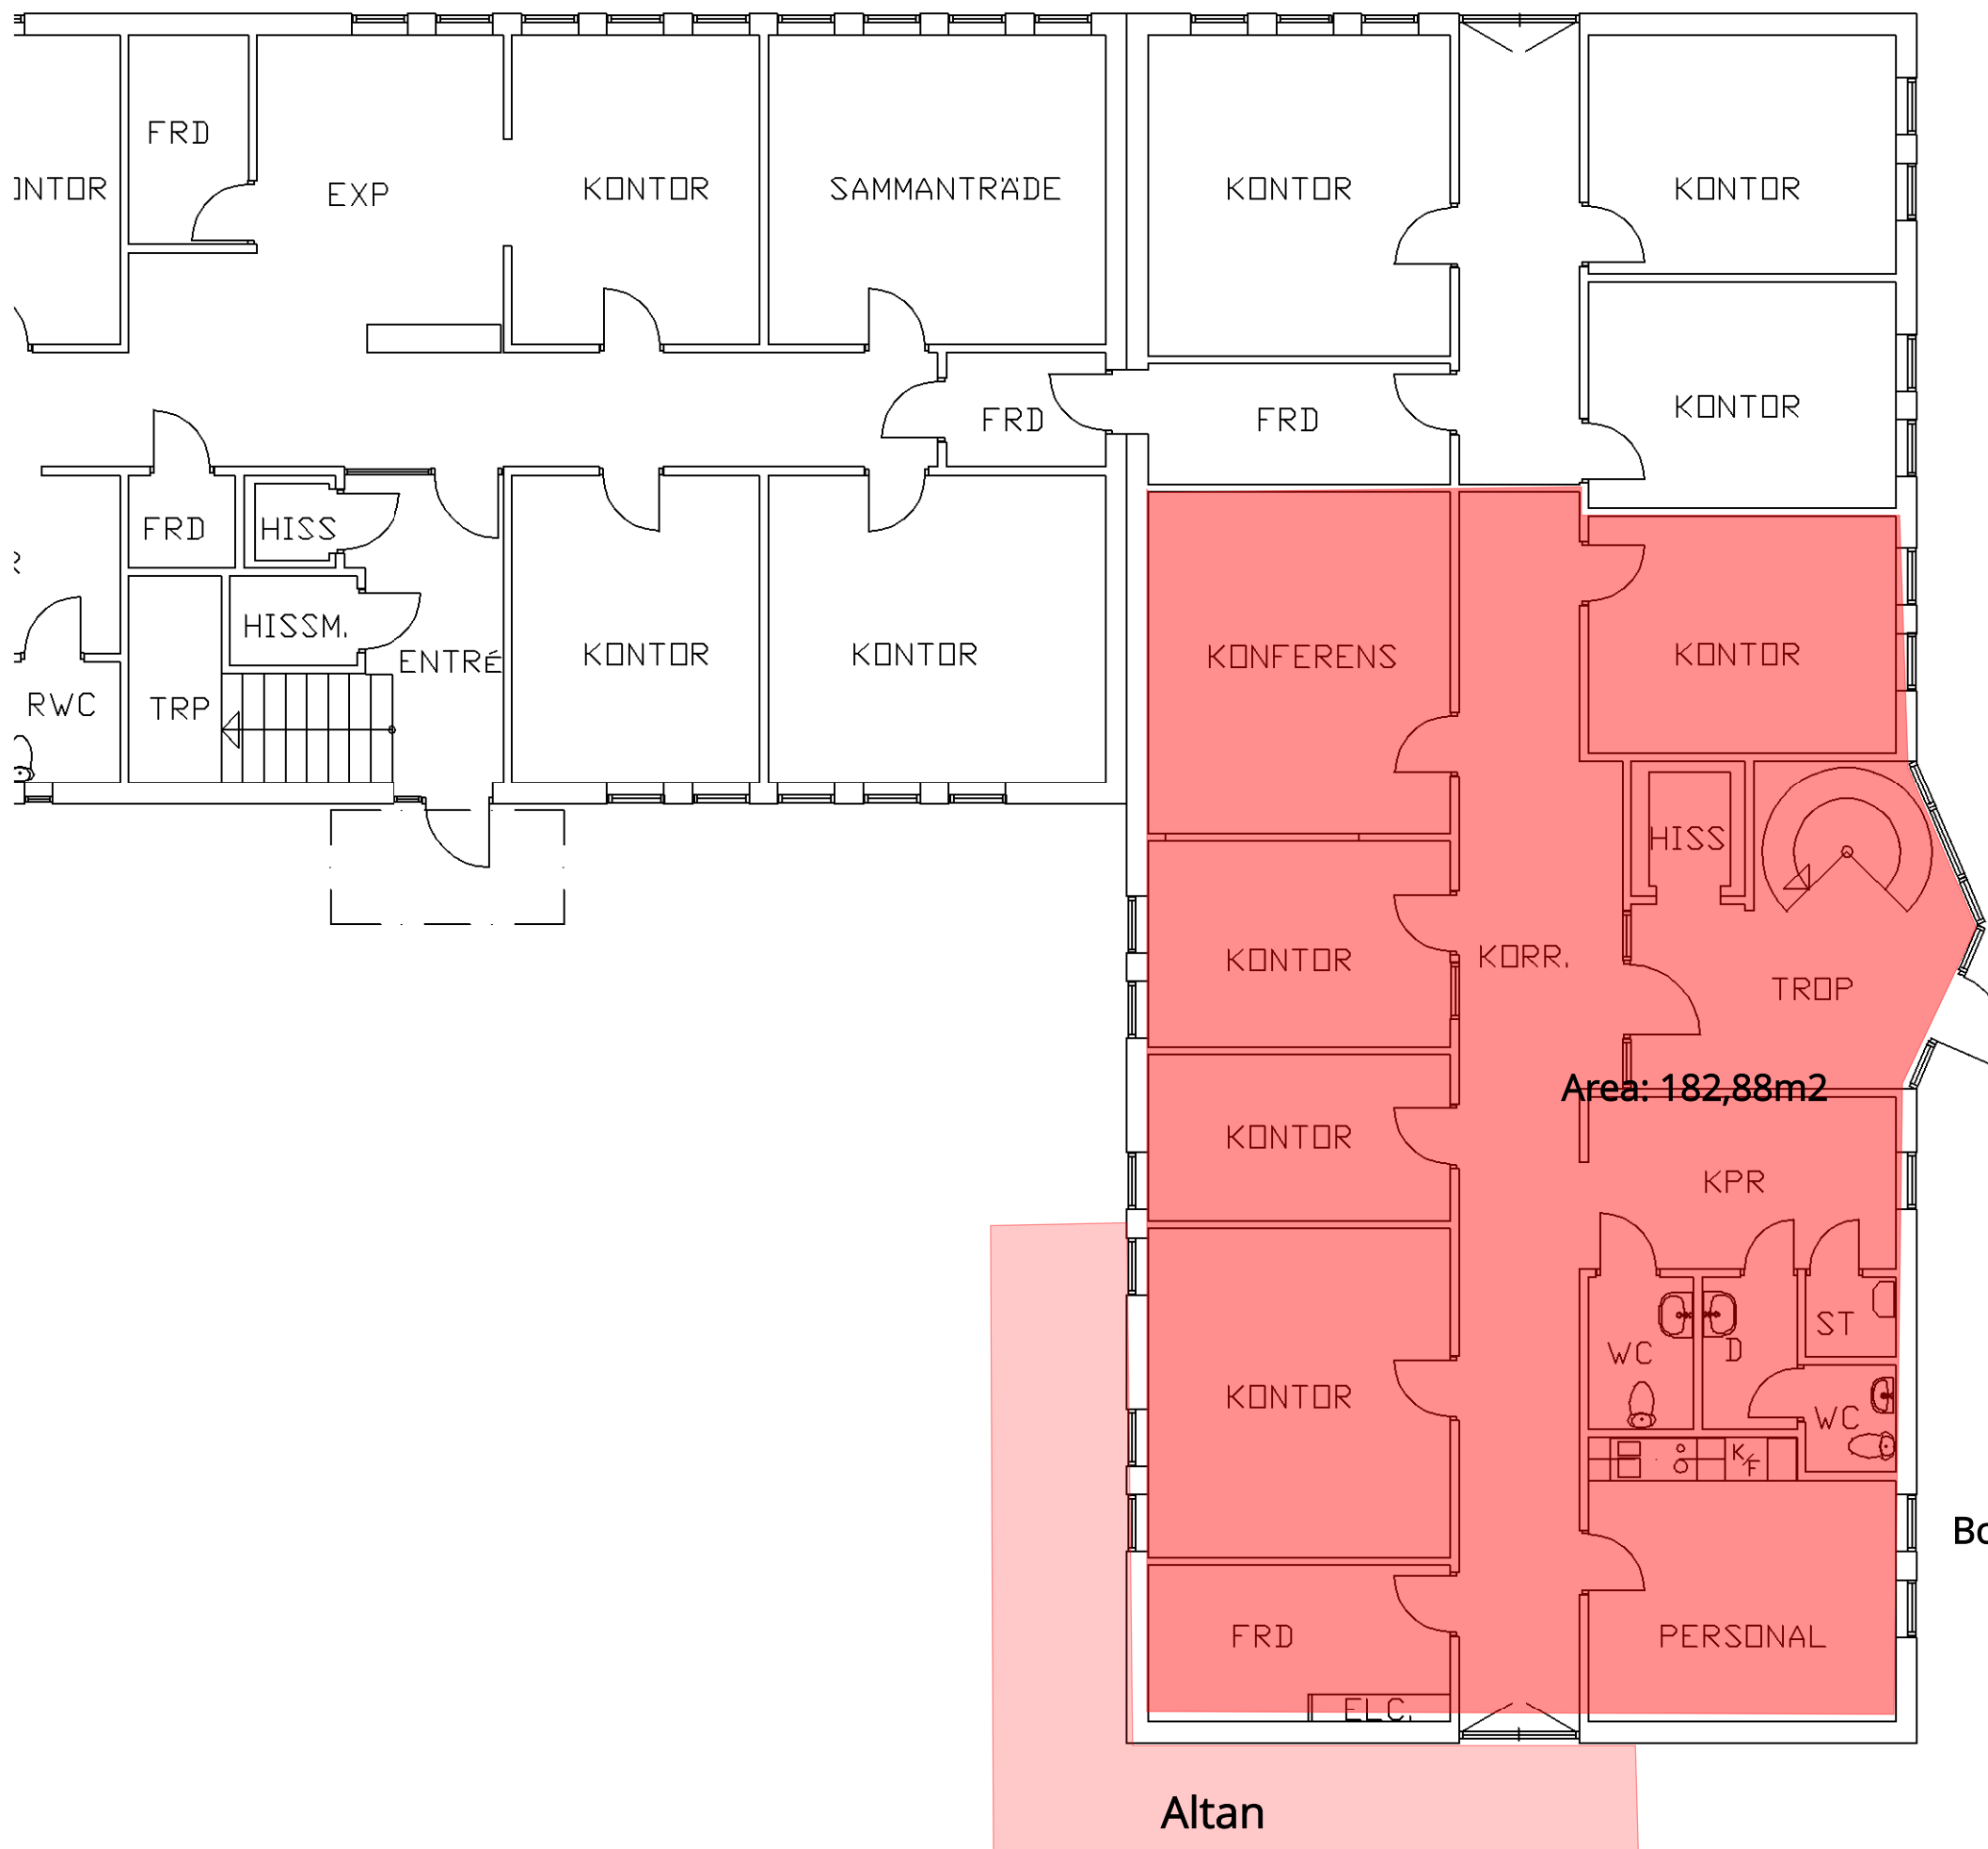 FRD
EXP
KONTOR
SAMMANTRÄDE
KONTOR
KONTOR
ONTOR
FRD
FRD
KONTOR
FRD
HISS
HISSM.
ENTRé
KONTOR
KONTOR
KONFERENS
KONTOR
RWC
TRP
HISS
KONTOR
KORR.
TROP
Area: 182,88m2
KONTOR
KPR
ST
WC
D
KONTOR
WC
K/F
Bo
FRD
PERSONAL
ELC.
Altan